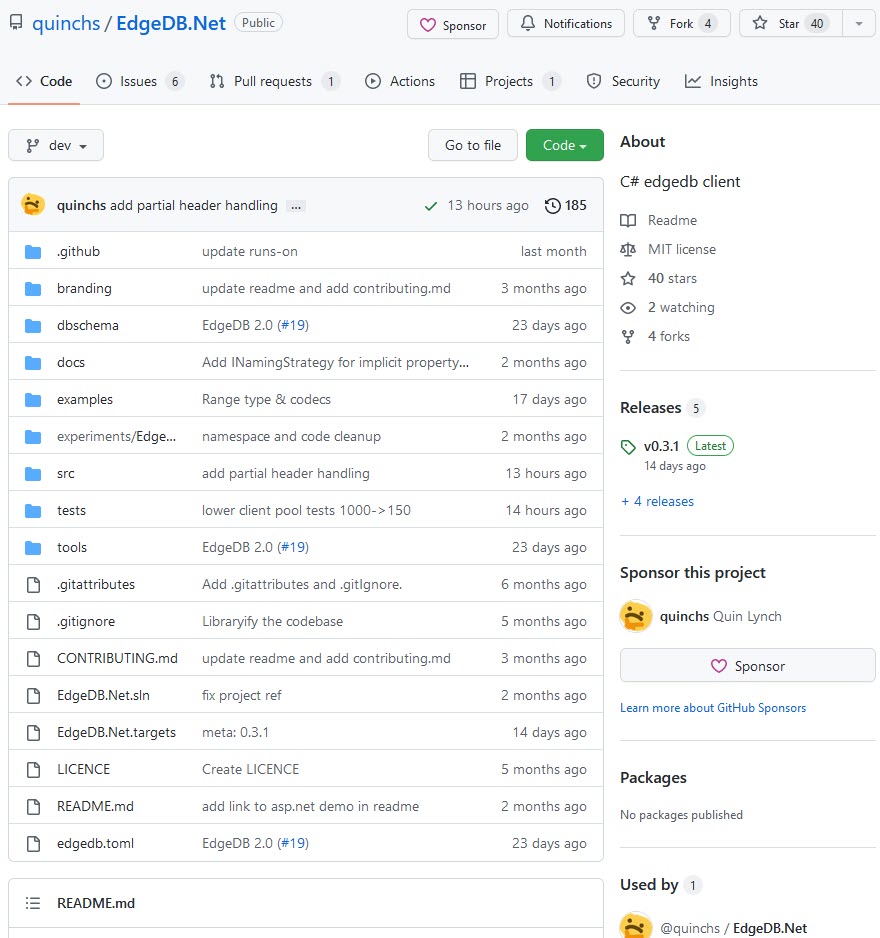 quinchs / EdgeDB.Net Public
Sponsor Notifications Fork 4 Star 40
Code Issues 6 Pull requests 1 Actions Projects 1 Security Insights
dev Go to file Code
quinchs add partial header handling ... 13 hours ago 185
.github update runs-on last month
branding update readme and add contributing.md 3 months ago
dbschema EdgeDB 2.0 (#19) 23 days ago
docs Add INamingStrategy for implicit property... 2 months ago
examples Range type & codecs 17 days ago
experiments/Edge... namespace and code cleanup 2 months ago
src add partial header handling 13 hours ago
tests lower client pool tests 1000->150 14 hours ago
tools EdgeDB 2.0 (#19) 23 days ago
.gitattributes Add .gitattributes and .gitIgnore. 6 months ago
.gitignore Libraryify the codebase 5 months ago
CONTRIBUTING.md update readme and add contributing.md 3 months ago
EdgeDB.Net.sln fix project ref 2 months ago
EdgeDB.Net.targets meta: 0.3.1 14 days ago
LICENCE Create LICENCE 5 months ago
README.md add link to asp.net demo in readme 2 months ago
edgedb.toml EdgeDB 2.0 (#19) 23 days ago
README.md
About
C# edgedb client
Readme
MIT license
40 stars
2 watching
4 forks
Releases 5
v0.3.1 Latest
14 days ago
+ 4 releases
Sponsor this project
quinchs Quin Lynch
Sponsor
Learn more about GitHub Sponsors
Packages
No packages published
Used by 1
@quinchs / EdgeDB.Net